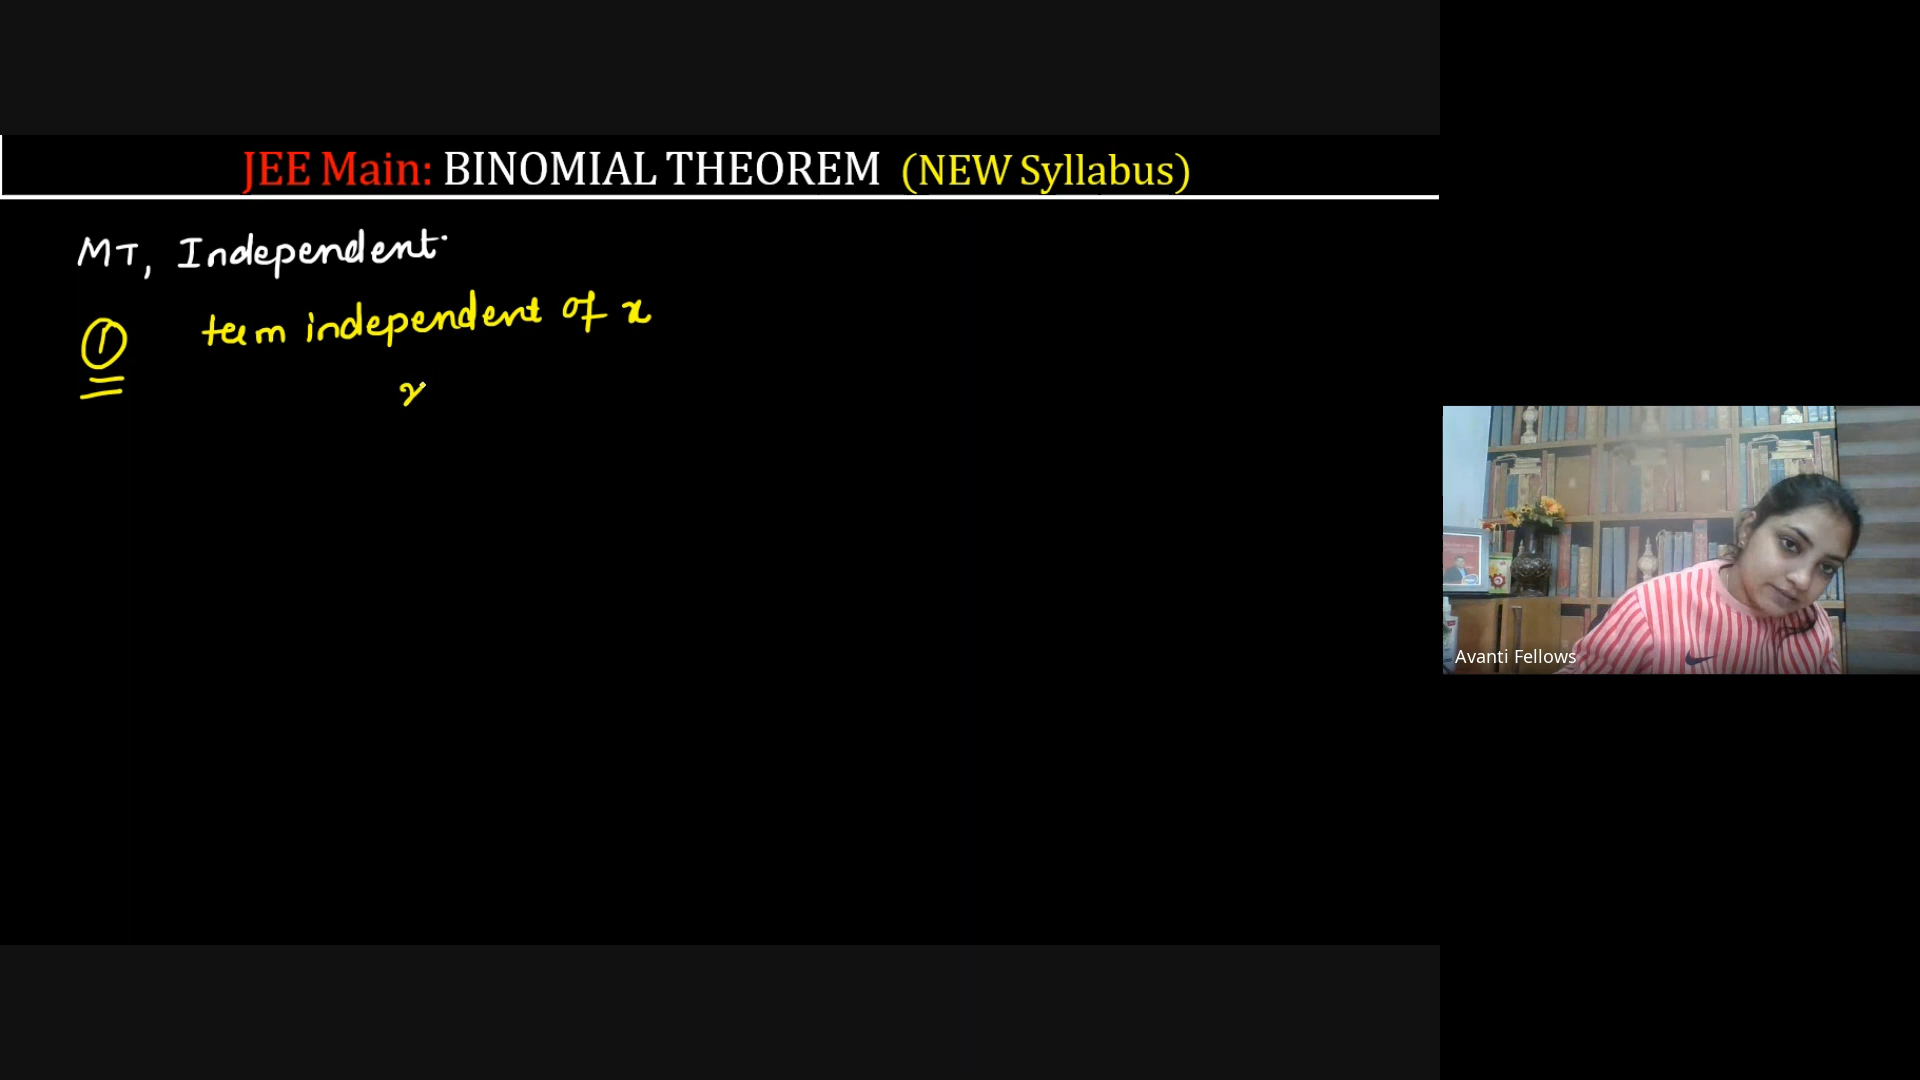 JEE Main: BINOMIAL THEOREM (NEW Syllabus)
MT, Independent
① term independent of x
r
Avanti Fellows